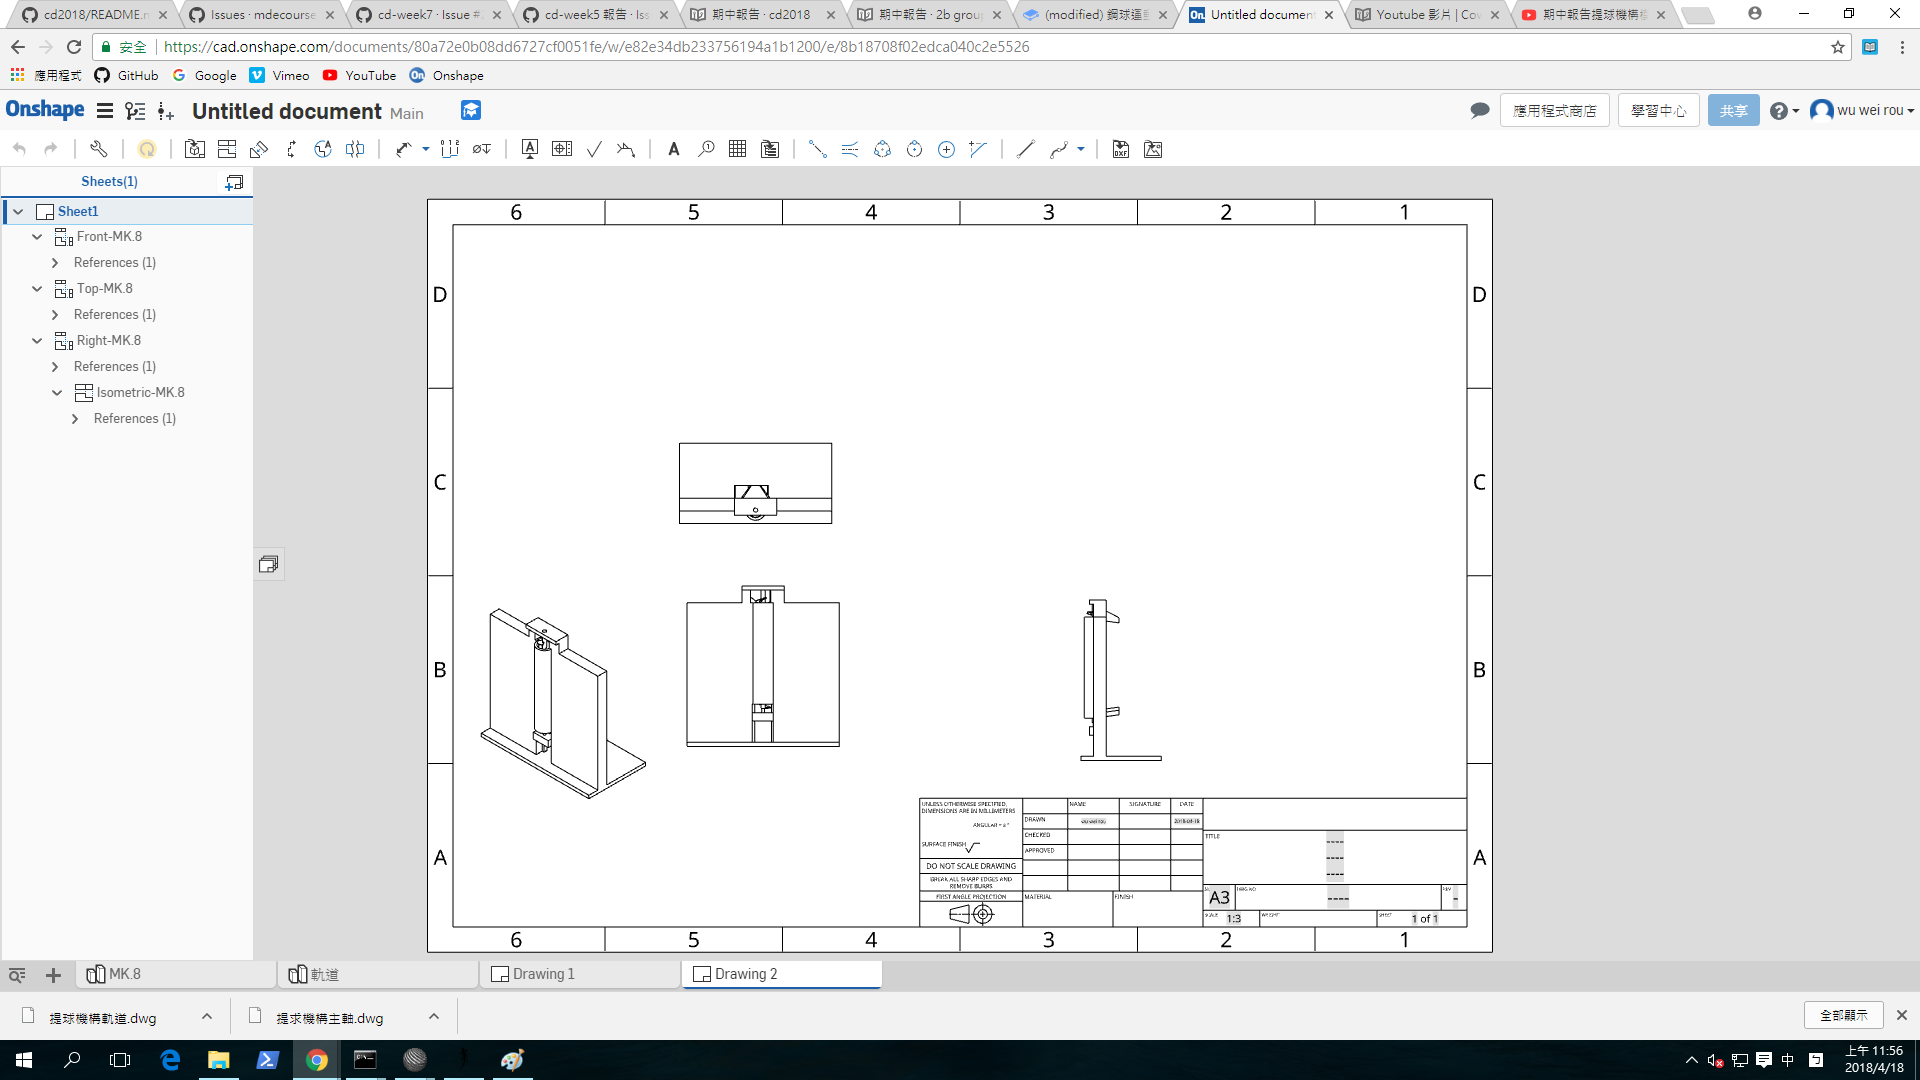 cd2018/README.m
Issues · mdecourse
cd-week7 · Issue #
cd-week5 報告 · Iss
期中報告 · cd2018
期中報告 · 2b grou
(modified) 鋼球運
Untitled document
Youtube 影片 | Co
期中報告提球機構
安全 https://cad.onshape.com/documents/80a72e0b08dd6727cf0051fe/w/e82e34db233756194a1b1200/e/8b18708f02edca040c2e5526
應用程式 GitHub Google Vimeo YouTube Onshape
Onshape Untitled document Main 應用程式商店 學習中心 共享 wu wei rou
Sheets(1)
Sheet1
Front-MK.8
References (1)
Top-MK.8
References (1)
Right-MK.8
References (1)
Isometric-MK.8
References (1)
6 5 4 3 2 1
D D
C C
B B
A A
UNLESS OTHERWISE SPECIFIED,
DIMENSIONS ARE IN MILLIMETERS
ANGULAR = ± °
SURFACE FINISH
DO NOT SCALE DRAWING
BREAK ALL SHARP EDGES AND
REMOVE BURRS
FIRST ANGLE PROJECTION
NAME SIGNATURE DATE
DRAWN wu wei rou 2018-04-18
CHECKED
APPROVED
MATERIAL FINISH
TITLE
----
----
----
A3 DWG NO. ---- REV. -
SCALE 1:3 WEIGHT SHEET 1 of 1
6 5 4 3 2 1
MK.8 軌道 Drawing 1 Drawing 2
提球機構軌道.dwg 提求機構主軸.dwg 全部顯示
中
上午 11:56
2018/4/18